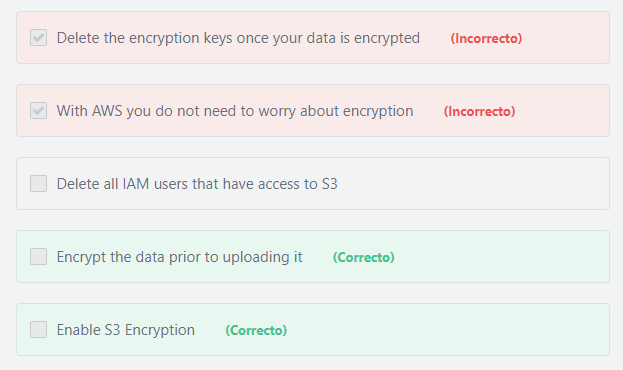 Delete the encryption keys once your data is encrypted (Incorrecto)
With AWS you do not need to worry about encryption (Incorrecto)
Delete all IAM users that have access to S3
Encrypt the data prior to uploading it (Correcto)
Enable S3 Encryption (Correcto)